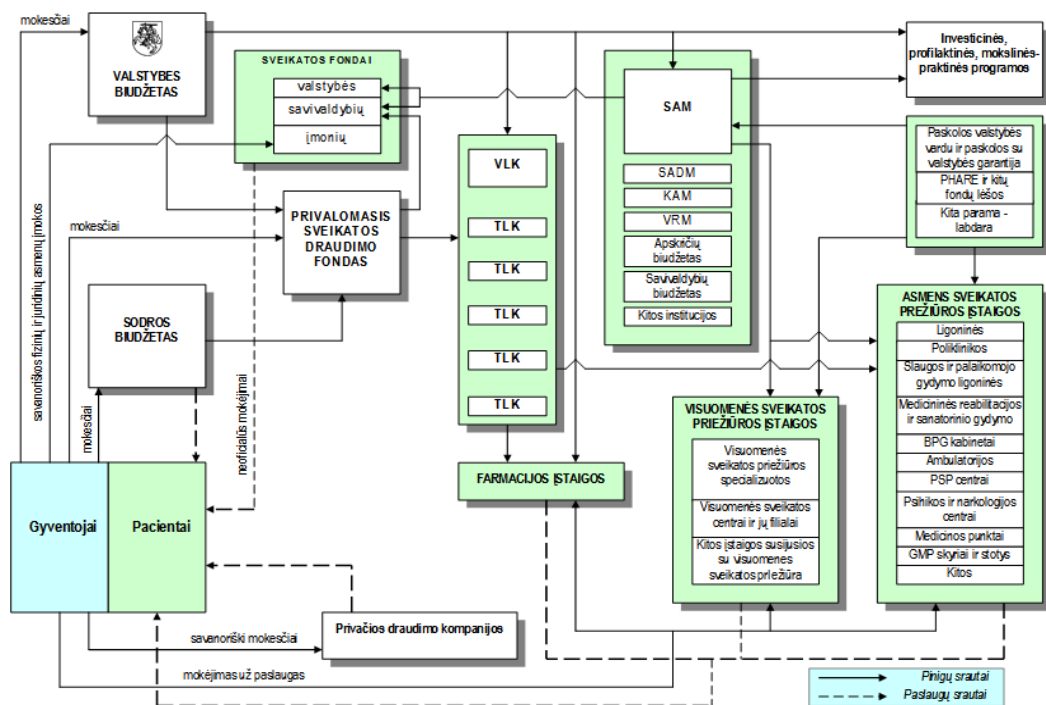 mokesčiai
VALSTYBES
BIUDŽETAS
SVEIKATOS FONDAI
valstybės
savivaldybių
įmonių
SAM
SADM
KAM
VRM
Apskričių
biudžetas
Savivaldybių
biudžetas
Kitos institucijos
Investicinės,
profilaktinės, mokslinės-
praktinės programos
Paskolos valstybės
vardu ir paskolos su
valstybės garantija
PHARE ir kitų
fondų lėšos
Kita parama -
labdara
VLK
TLK
TLK
TLK
TLK
TLK
PRIVALOMASIS
SVEIKATOS
DRAUDIMO
FONDAS
mokesčiai
savanoriškos fizinių ir juridinių asmenų įmokos
SODROS
BIUDŽETAS
mokesčiai
neoficialūs mokėjimai
ASMENS SVEIKATOS
PREŽIŪROS ĮSTAIGOS
Ligoninės
Poliklinikos
Slaugos ir palaikomojo
gydymo ligoninės
Medicininės reabilitacijos
ir sanatorinio gydymo
BPG kabinetai
Ambulatorijos
PSP centrai
Psihikos ir narkologijos
centrai
Medicinos punktai
GMP skyriai ir stotys
Kitos
VISUOMENĖS SVEIKATOS
PRIEŽIŪROS ĮSTAIGOS
Visuomenės
sveikatos priežiūros
specializuotos
Visuomenės sveikatos
centrai ir jų filialai
Kitos įstaigos susijusios
su visuomenes
sveikatos priežiūra
FARMACIJOS ĮSTAIGOS
Gyventojai
Pacientai
Privačios draudimo kompanijos
savanoriški mokesčiai
mokėjimas už paslaugas
Pinigų srautai
Paslaugų srautai